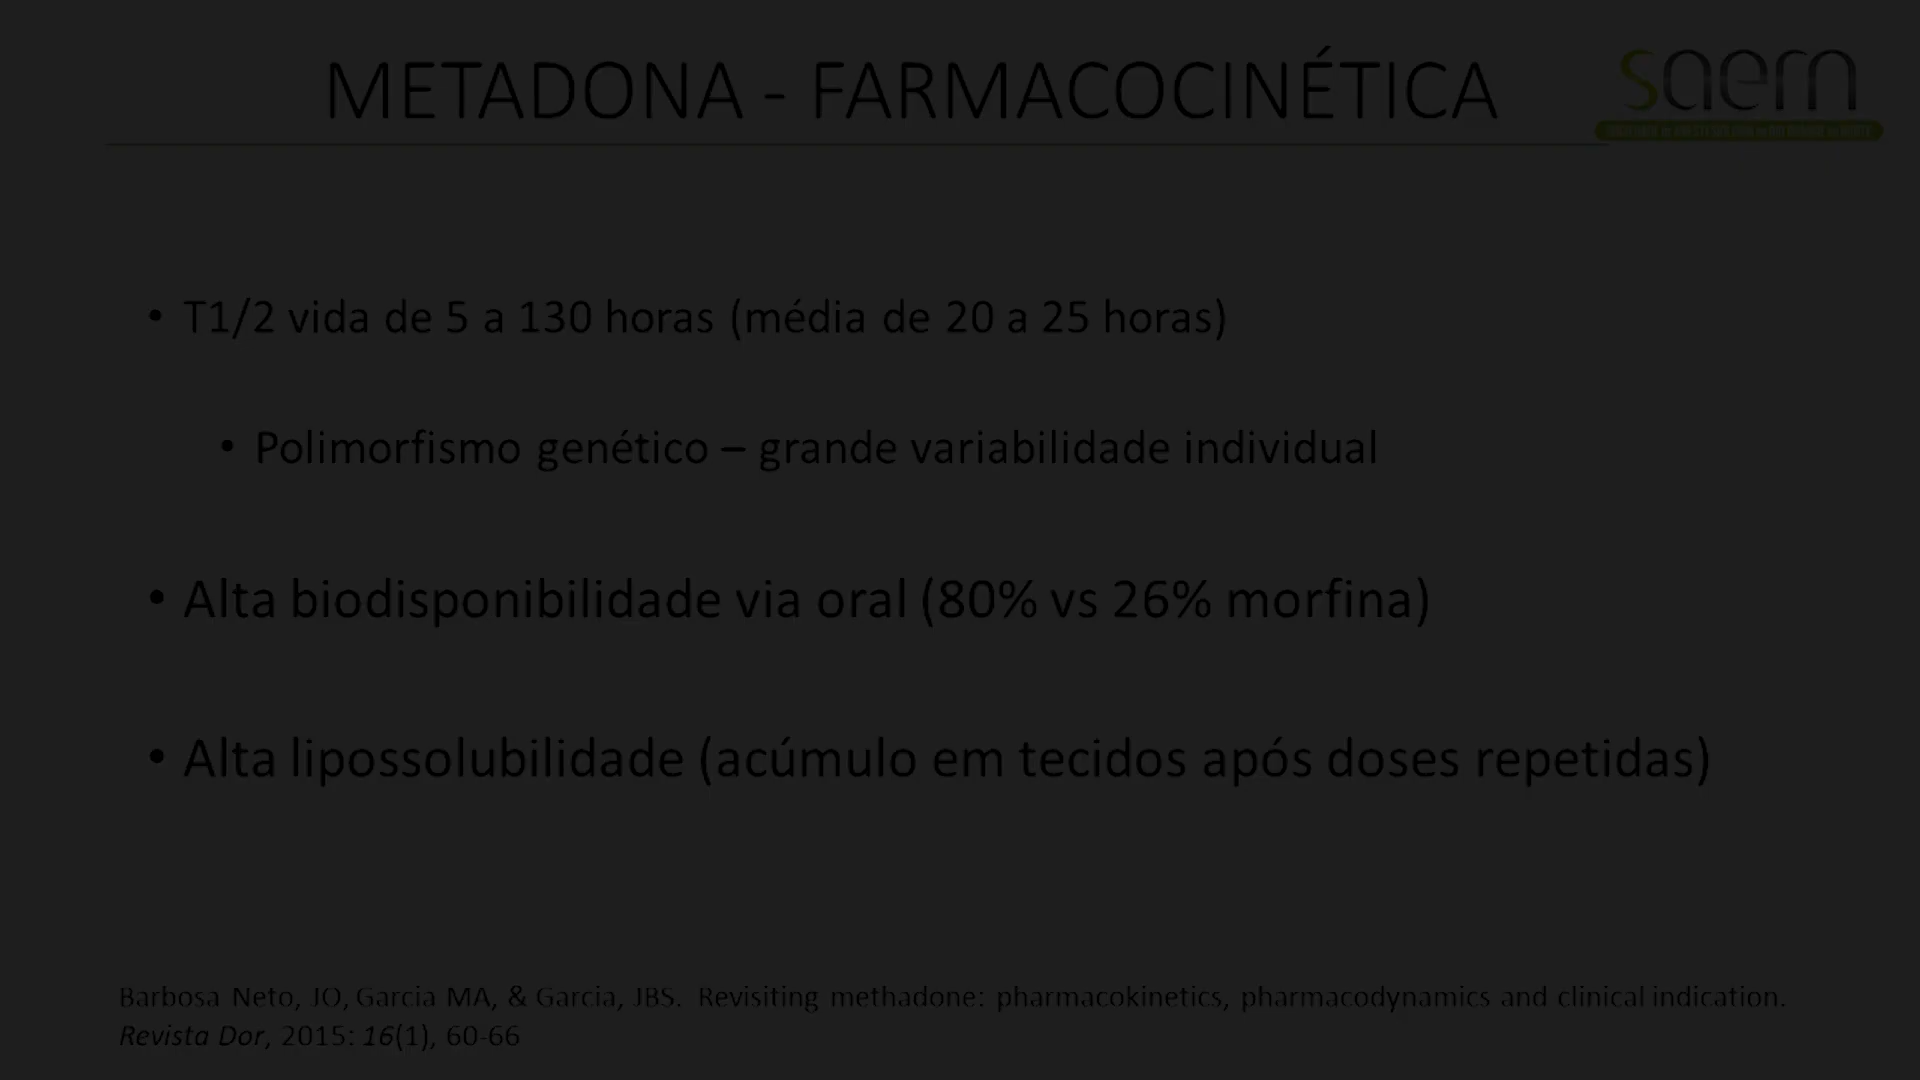 METADONA - FARMACOCINÉTICA
saern
• T1/2 vida de 5 a 130 horas (média de 20 a 25 horas)
• Polimorfismo genético – grande variabilidade individual
• Alta biodisponibilidade via oral (80% vs 26% morfina)
• Alta lipossolubilidade (acúmulo em tecidos após doses repetidas)
Barbosa Neto, JO, Garcia MA, & Garcia, JBS. Revisiting methadone: pharmacokinetics, pharmacodynamics and clinical indication.
Revista Dor, 2015: 16(1), 60-66